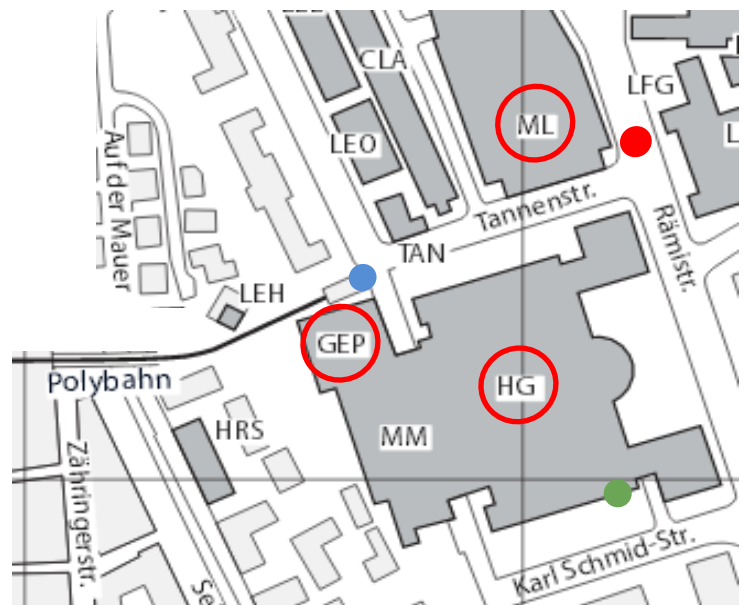 CLA
LFG
ML
LEO
Auf der Mauer
Tannenstr.
TAN
Rämistr.
LEH
GEP
Polybahn
HG
HRS
MM
Zähringerstr.
Karl Schmid-Str.